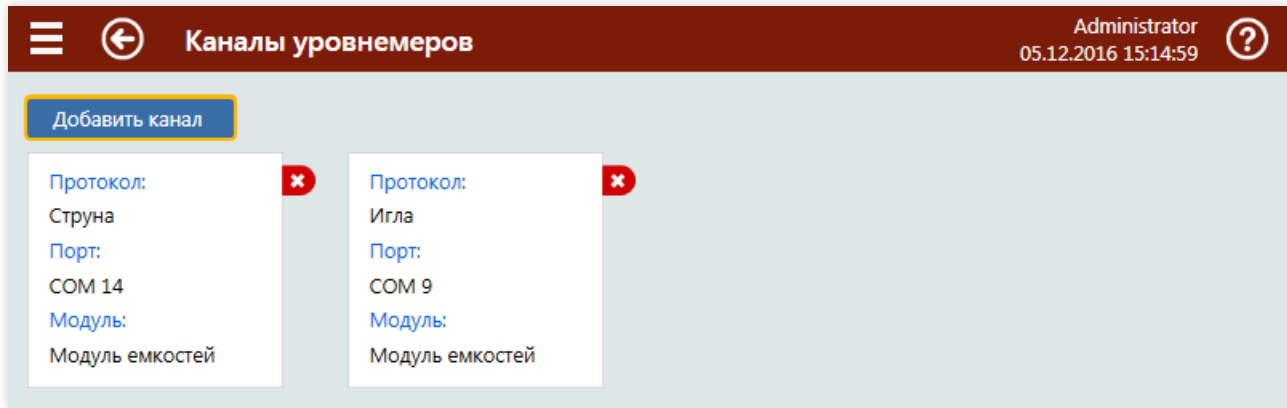 Каналы уровнемеров
Administrator
05.12.2016 15:14:59
Добавить канал
Протокол:
Струна
Порт:
COM 14
Модуль:
Модуль емкостей
Протокол:
Игла
Порт:
COM 9
Модуль:
Модуль емкостей